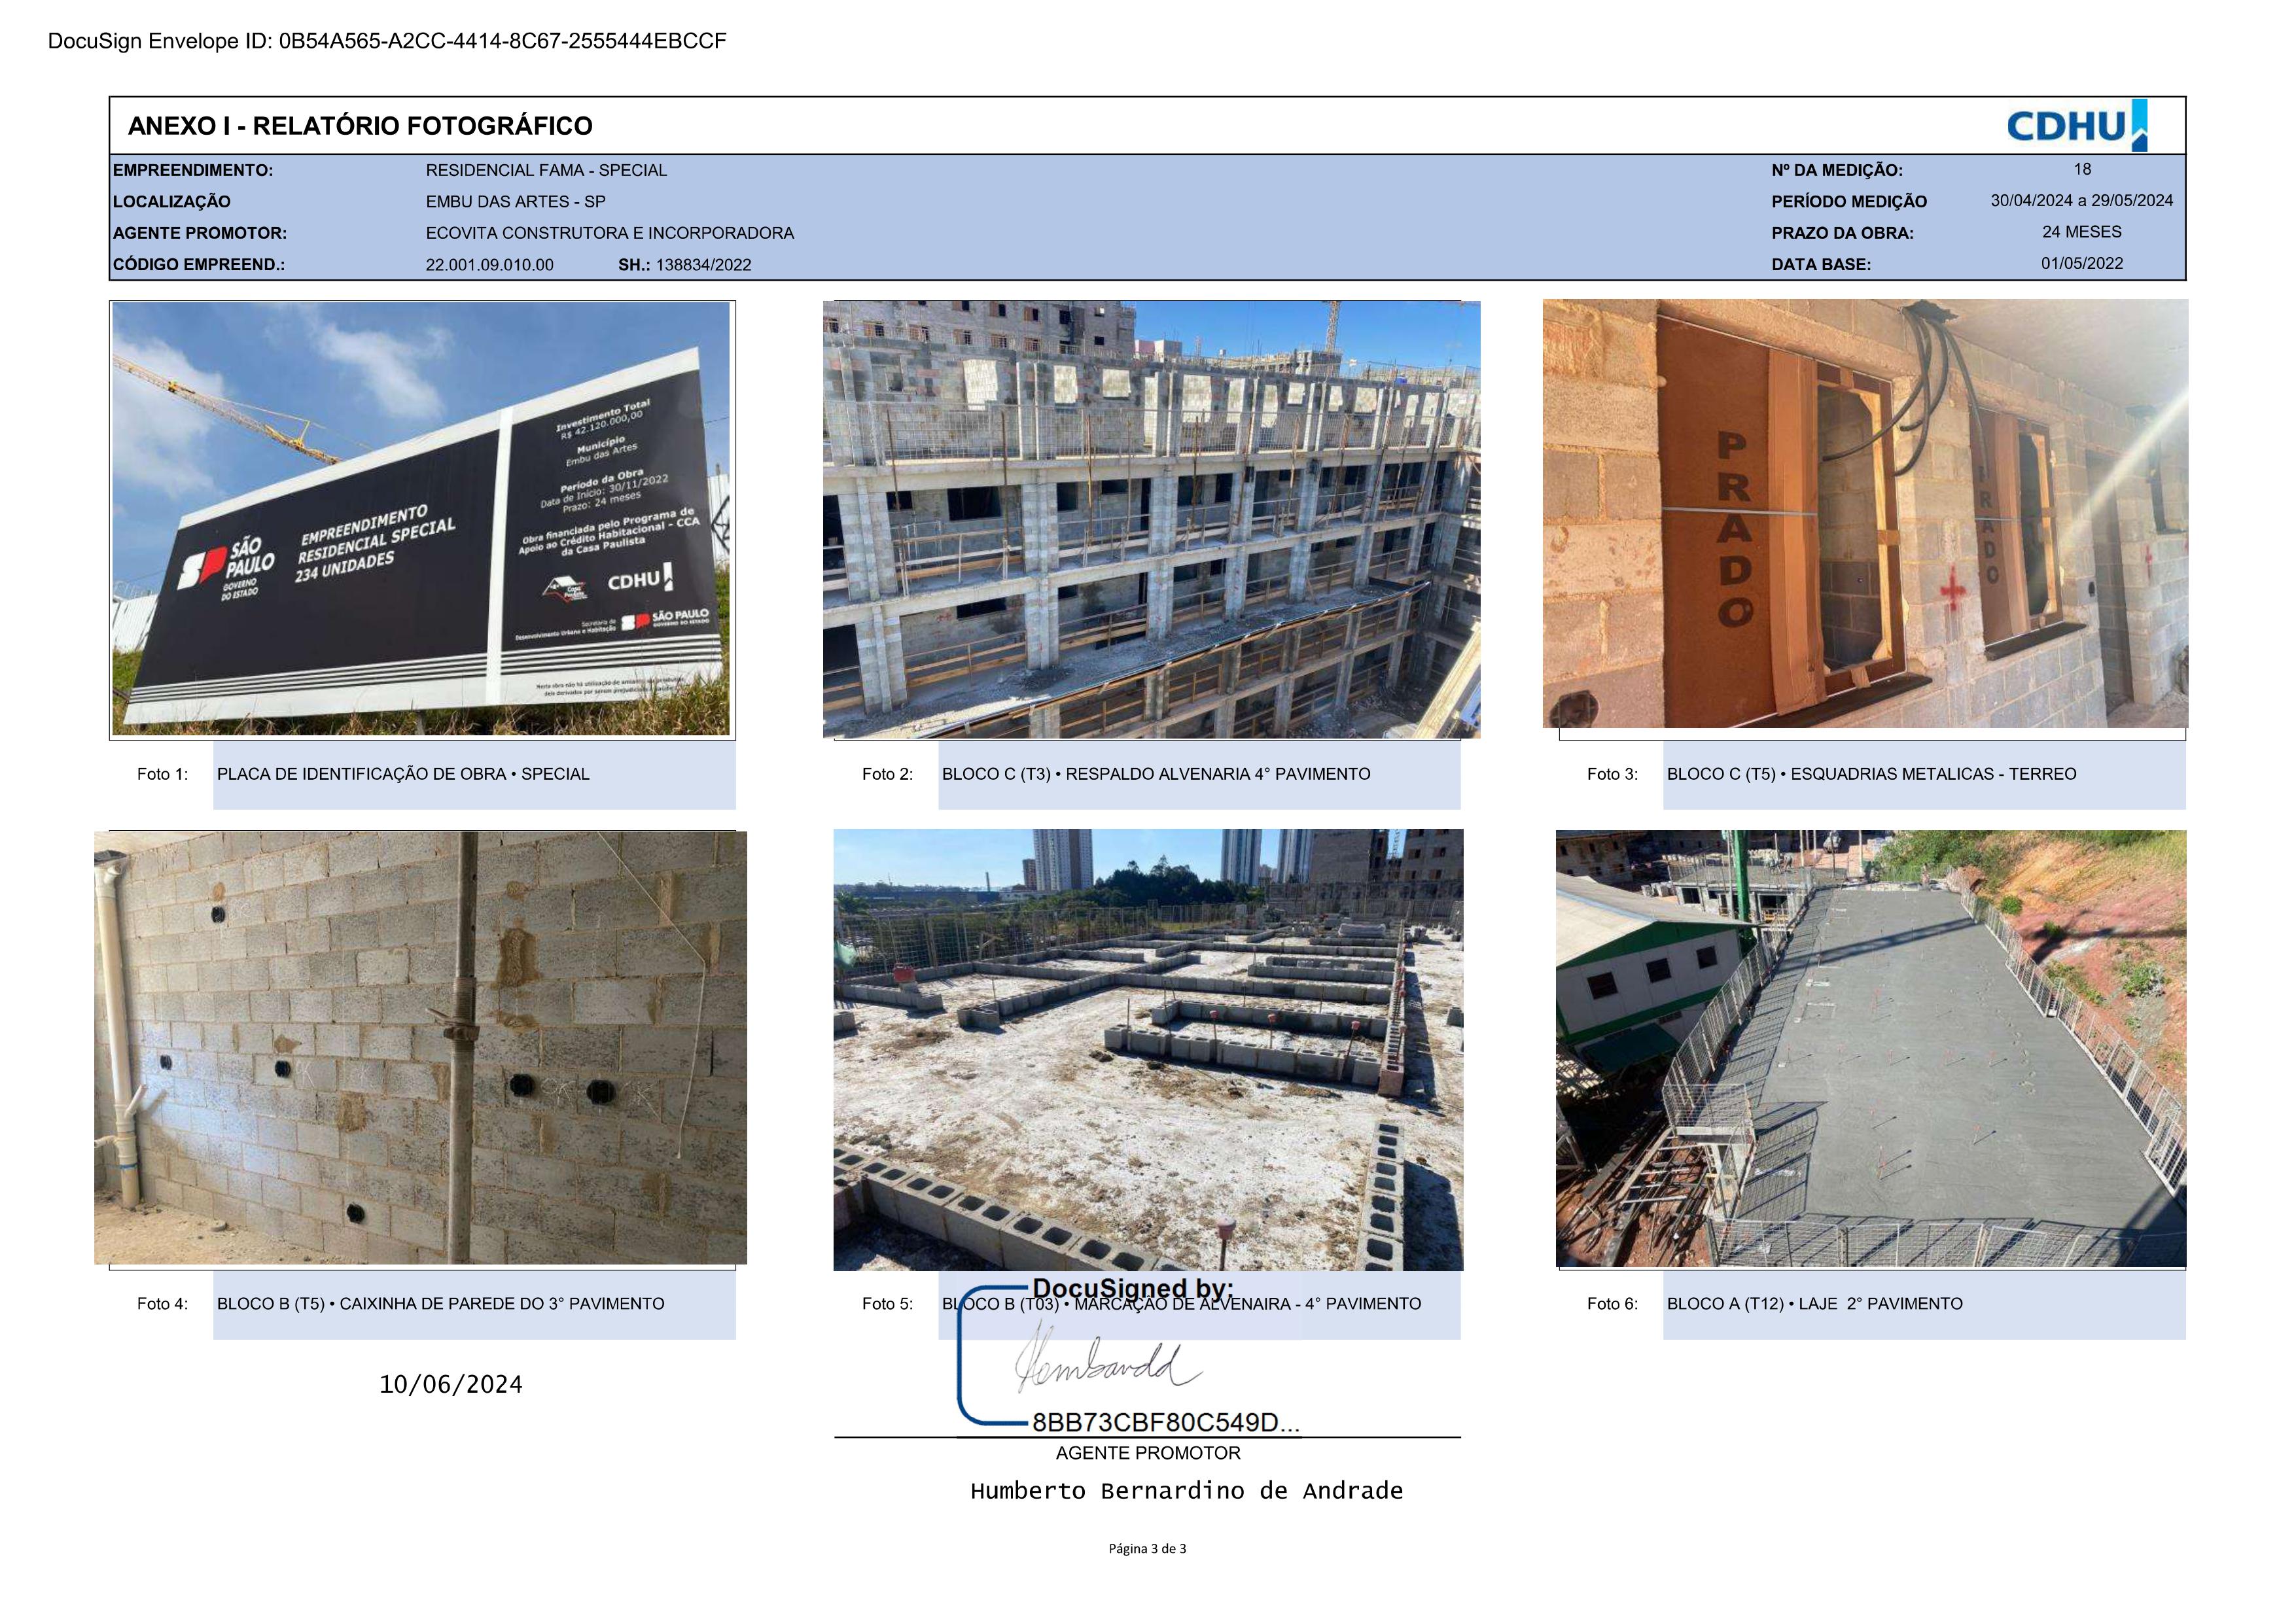 DocuSign Envelope ID: 0B54A565-A2CC-4414-8C67-2555444EBCCF
ANEXO I - RELATÓRIO FOTOGRÁFICO
CDHU
EMPREENDIMENTO: RESIDENCIAL FAMA - SPECIAL Nº DA MEDIÇÃO: 18
LOCALIZAÇÃO EMBU DAS ARTES - SP PERÍODO MEDIÇÃO 30/04/2024 a 29/05/2024
AGENTE PROMOTOR: ECOVITA CONSTRUTORA E INCORPORADORA PRAZO DA OBRA: 24 MESES
CÓDIGO EMPREEND.: 22.001.09.010.00 SH.: 138834/2022 DATA BASE: 01/05/2022
SÃO PAULO
GOVERNO DO ESTADO
EMPREENDIMENTO
RESIDENCIAL SPECIAL
234 UNIDADES
Investimento Total
R$ 42.120.000,00
Município
Embu das Artes
Período da Obra
Data de Início: 30/11/2022
Prazo: 24 meses
Obra financiada pelo Programa de
Apoio ao Crédito Habitacional - CCA
da Casa Paulista
CDHU
Secretaria de
Desenvolvimento Urbano e Habitação
SÃO PAULO
GOVERNO DO ESTADO
PRADO
PRADO
Foto 1: PLACA DE IDENTIFICAÇÃO DE OBRA • SPECIAL
Foto 2: BLOCO C (T3) • RESPALDO ALVENARIA 4° PAVIMENTO
Foto 3: BLOCO C (T5) • ESQUADRIAS METALICAS - TERREO
Foto 4: BLOCO B (T5) • CAIXINHA DE PAREDE DO 3° PAVIMENTO
Foto 5: BLOCO B (T03) • MARCAÇÃO DE ALVENAIRA - 4° PAVIMENTO
Foto 6: BLOCO A (T12) • LAJE 2° PAVIMENTO
DocuSigned by:
8BB73CBF80C549D...
10/06/2024
AGENTE PROMOTOR
Humberto Bernardino de Andrade
Página 3 de 3